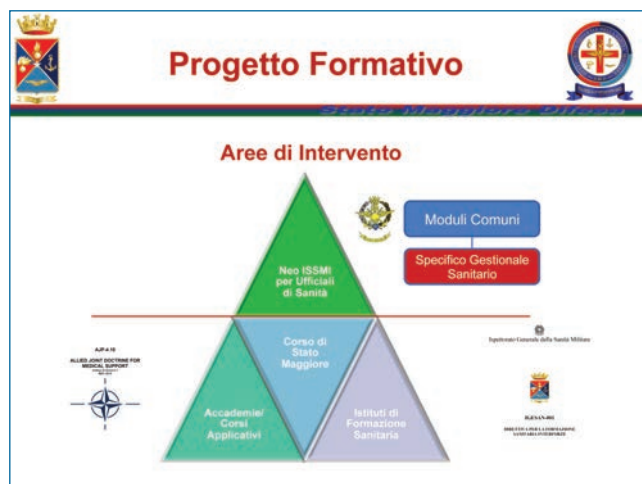 Progetto Formativo
Stato Maggiore Difesa
Aree di Intervento
Moduli Comuni
Specifico Gestionale
Sanitario
Neo ISSMI
per Ufficiali
di Sanità
AJP-4.10
ALLIED JOINT DOCTRINE FOR
MEDICAL SUPPORT
Corso di
Stato
Maggiore
Ispettorato Generale della Sanità Militare
Accademie/
Corsi
Applicativi
Istituti di
Formazione
Sanitaria
IGESAN-001
DIRETTIVA PER LA FORMAZIONE
SANITARIA INTERFORZE